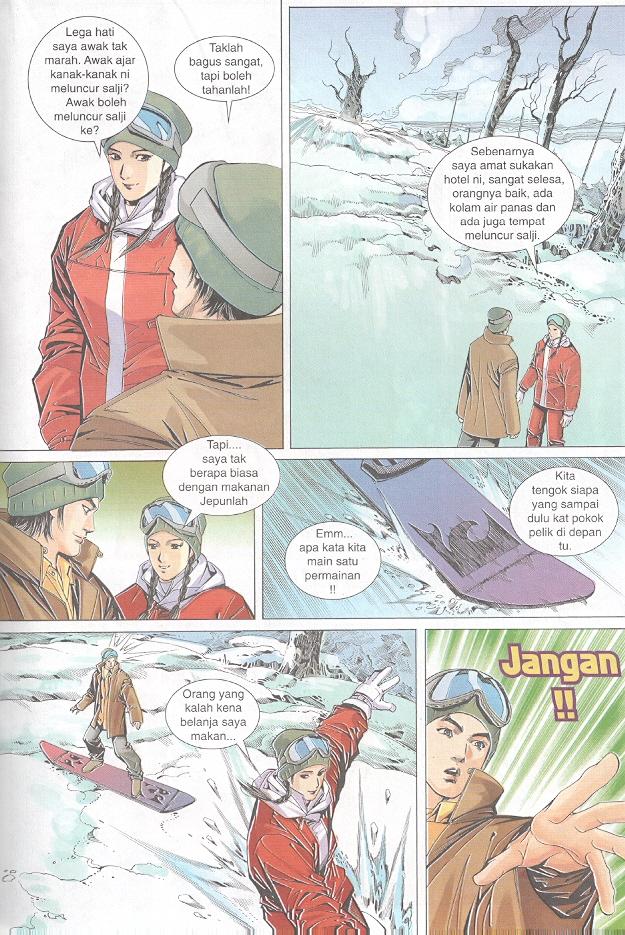 Lega hati
saya awak tak
marah. Awak ajar
kanak-kanak ni
meluncur salji?
Awak boleh
meluncur salji
ke?
Taklah
bagus sangat,
tapi boleh
tahanlah!
Sebenarnya
saya amat sukakan
hotel ni, sangat selesa,
orangnya baik, ada
kolam air panas dan
ada juga tempat
meluncur salji.
Tapi....
saya tak
berapa biasa
dengan makanan
Jepunlah
Emm...
apa kata kita
main satu
permainan
!!
Kita
tengok siapa
yang sampai
dulu kat pokok
pelik di depan
tu.
Orang yang
kalah kena
belanja saya
makan...
Jangan
!!